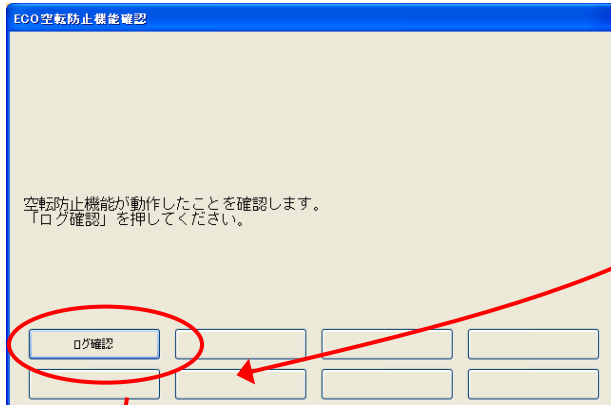 ECO空転防止機能確認
空転防止機能が動作したことを確認します。
「ログ確認」を押してください。
ログ確認